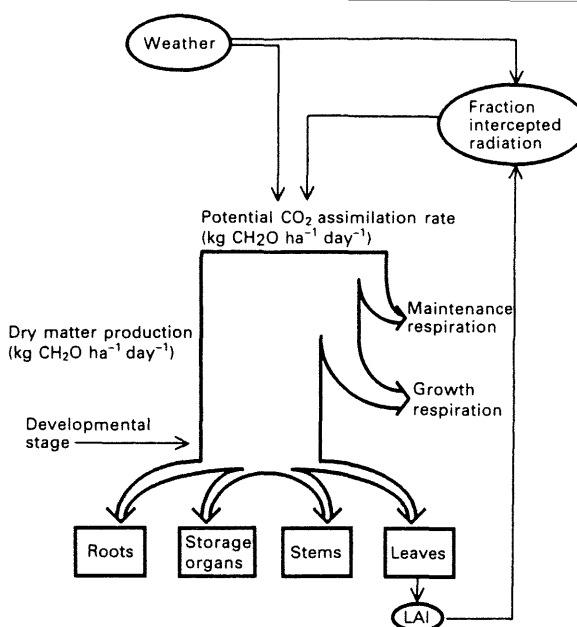 Weather
Fraction
intercepted
radiation
Potential CO₂ assimilation rate
(kg CH2O ha⁻¹ day⁻¹)
Maintenance
respiration
Dry matter production
(kg CH2O ha⁻¹ day⁻¹)
Growth
respiration
Developmental
stage
Roots
Storage
organs
Stems
Leaves
LAI